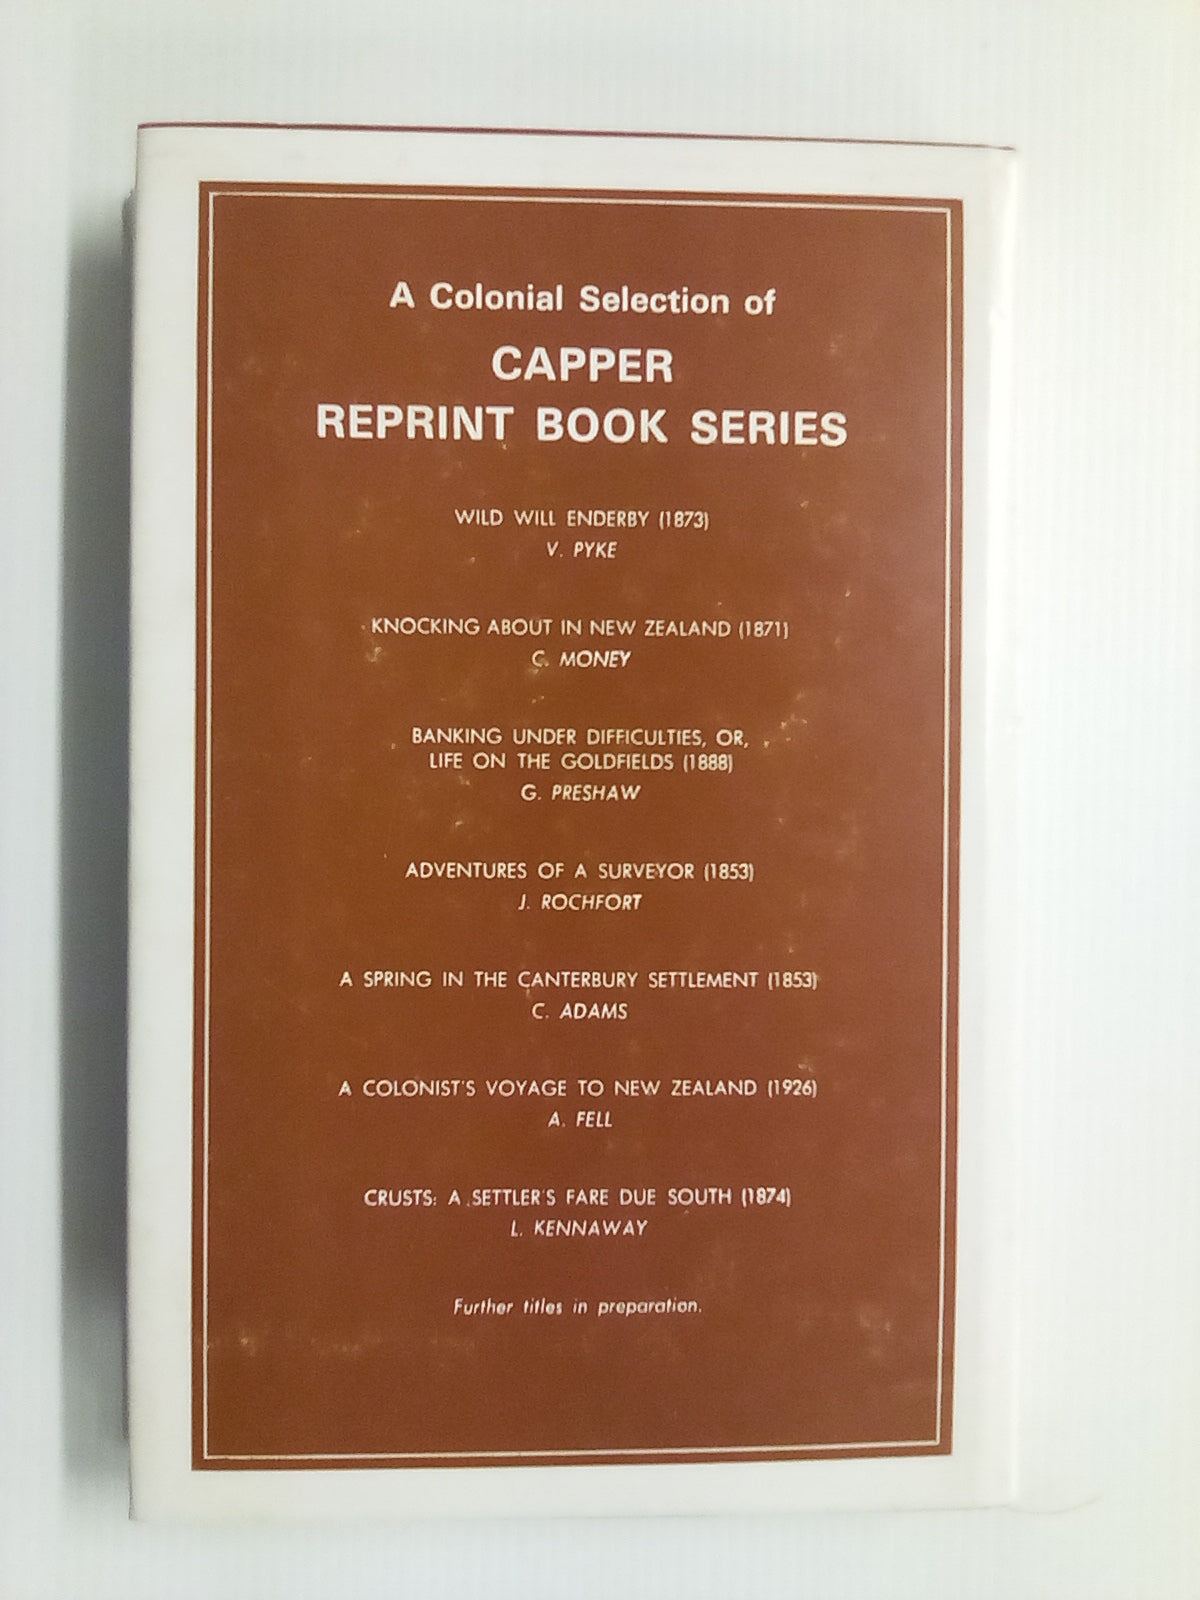 A Colonial Selection of
CAPPER
REPRINT BOOK SERIES
WILD WILL ENDERBY (1873)
V. PYKE
KNOCKING ABOUT IN NEW ZEALAND (1871)
C. MONEY
BANKING UNDER DIFFICULTIES, OR,
LIFE ON THE GOLDFIELDS (1888)
G. PRESHAW
ADVENTURES OF A SURVEYOR (1853)
J. ROCHFORT
A SPRING IN THE CANTERBURY SETTLEMENT (1853)
C. ADAMS
A COLONIST'S VOYAGE TO NEW ZEALAND (1926)
A. FELL
CRUSTS: A SETTLER'S FARE DUE SOUTH (1874)
L. KENNAWAY
Further titles in preparation.